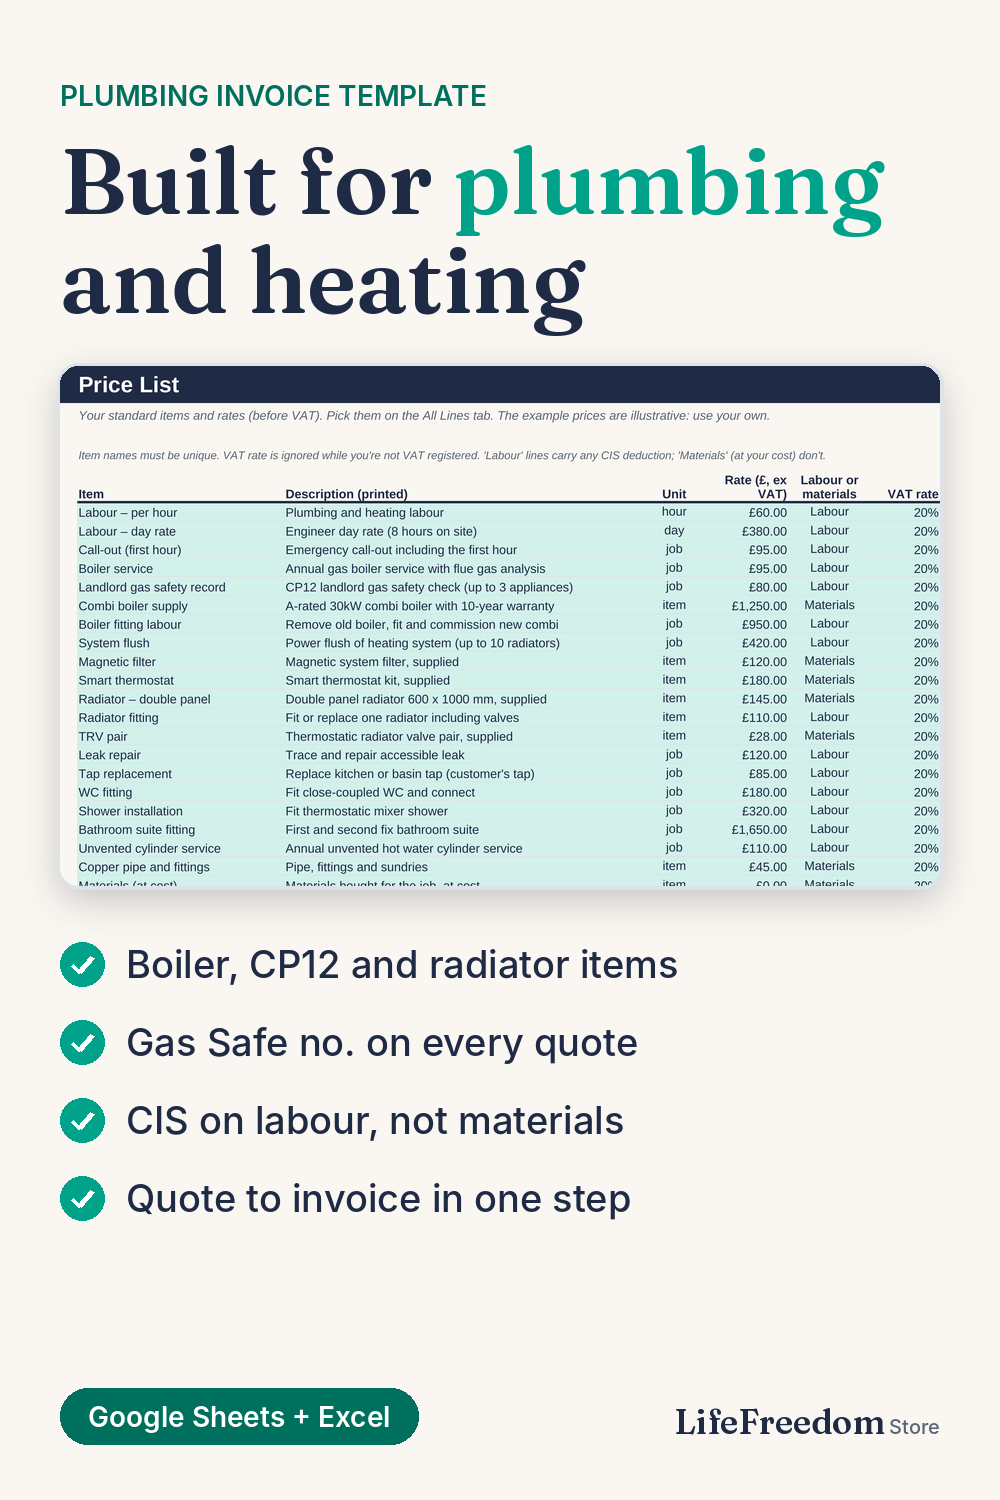 PLUMBING INVOICE TEMPLATE
Built for plumbing
and heating
Price List
Your standard items and rates (before VAT). Pick them on the All Lines tab. The example prices are illustrative: use your own.
Item names must be unique. VAT rate is ignored while you're not VAT registered. 'Labour' lines carry any CIS deduction; 'Materials' (at your cost) don't.
Item Description (printed) Unit Rate (£, ex VAT) Labour or materials VAT rate
Labour – per hour Plumbing and heating labour hour £60.00 Labour 20%
Labour – day rate Engineer day rate (8 hours on site) day £380.00 Labour 20%
Call-out (first hour) Emergency call-out including the first hour job £95.00 Labour 20%
Boiler service Annual gas boiler service with flue gas analysis job £95.00 Labour 20%
Landlord gas safety record CP12 landlord gas safety check (up to 3 appliances) job £80.00 Labour 20%
Combi boiler supply A-rated 30kW combi boiler with 10-year warranty item £1,250.00 Materials 20%
Boiler fitting labour Remove old boiler, fit and commission new combi job £950.00 Labour 20%
System flush Power flush of heating system (up to 10 radiators) job £420.00 Labour 20%
Magnetic filter Magnetic system filter, supplied item £120.00 Materials 20%
Smart thermostat Smart thermostat kit, supplied item £180.00 Materials 20%
Radiator – double panel Double panel radiator 600 x 1000 mm, supplied item £145.00 Materials 20%
Radiator fitting Fit or replace one radiator including valves item £110.00 Labour 20%
TRV pair Thermostatic radiator valve pair, supplied item £28.00 Materials 20%
Leak repair Trace and repair accessible leak job £120.00 Labour 20%
Tap replacement Replace kitchen or basin tap (customer's tap) job £85.00 Labour 20%
WC fitting Fit close-coupled WC and connect job £180.00 Labour 20%
Shower installation Fit thermostatic mixer shower job £320.00 Labour 20%
Bathroom suite fitting First and second fix bathroom suite job £1,650.00 Labour 20%
Unvented cylinder service Annual unvented hot water cylinder service job £110.00 Labour 20%
Copper pipe and fittings Pipe, fittings and sundries item £45.00 Materials 20%
Materials (at cost) Materials bought for the job, at cost item £0.00 Materials 20%
Boiler, CP12 and radiator items
Gas Safe no. on every quote
CIS on labour, not materials
Quote to invoice in one step
Google Sheets + Excel
LifeFreedom Store